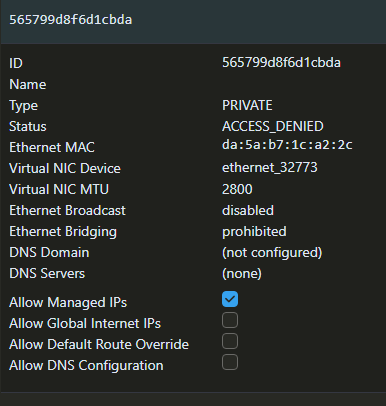 565799d8f6d1cbda
ID 565799d8f6d1cbda
Name
Type PRIVATE
Status ACCESS_DENIED
Ethernet MAC da:5a:b7:1c:a2:2c
Virtual NIC Device ethernet_32773
Virtual NIC MTU 2800
Ethernet Broadcast disabled
Ethernet Bridging prohibited
DNS Domain (not configured)
DNS Servers (none)
Allow Managed IPs
Allow Global Internet IPs
Allow Default Route Override
Allow DNS Configuration